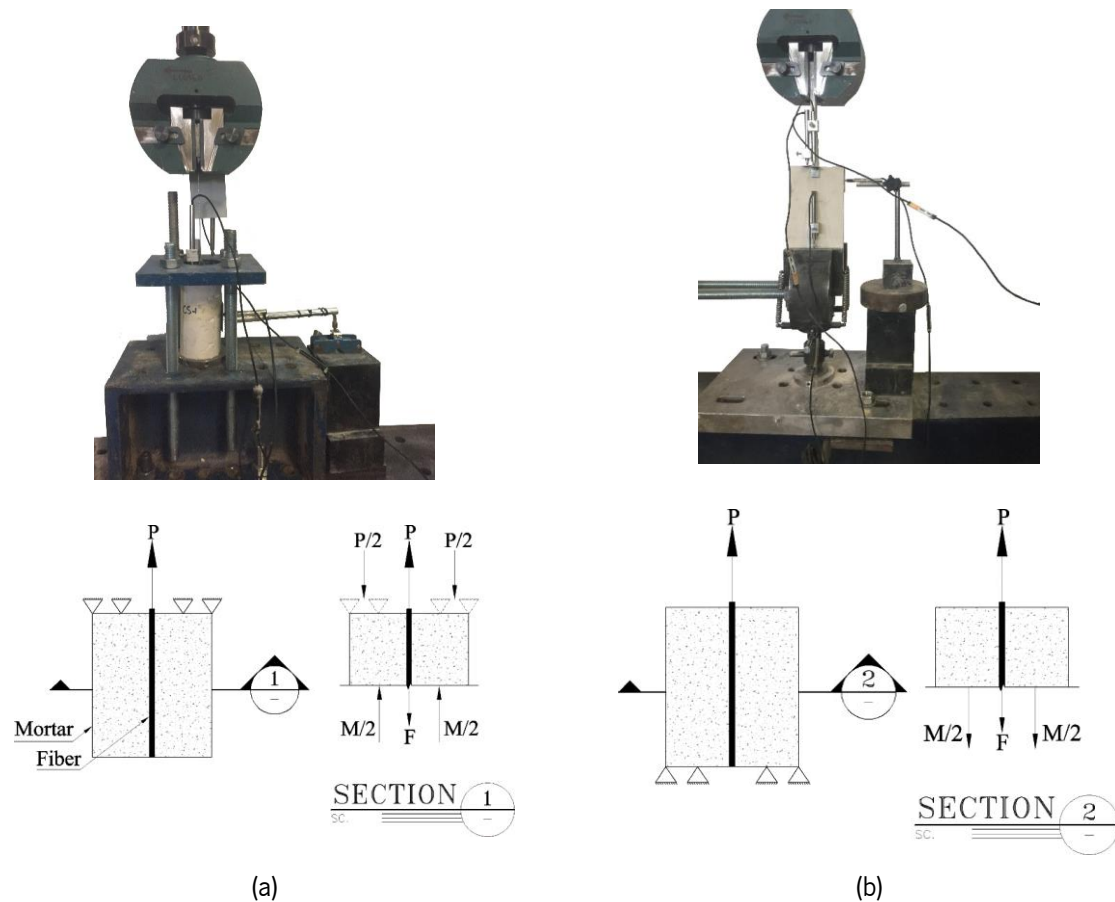 P
Mortar
Fiber
1
–
P/2
P
P/2
M/2
F
M/2
SECTION
1
–
SC.
P
2
–
P
M/2
F
M/2
SECTION
2
–
SC.
(a)
(b)